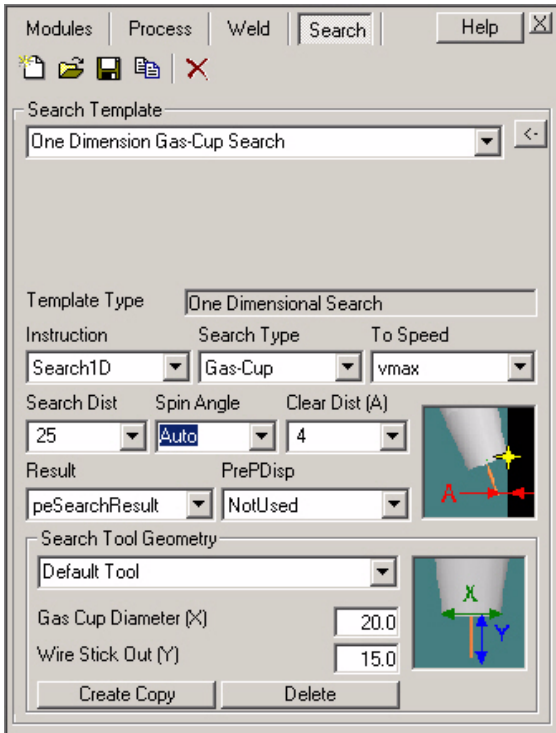 Modules Process Weld Search Help X
Search Template
One Dimension Gas-Cup Search <-
Template Type One Dimensional Search
Instruction Search Type To Speed
Search1D Gas-Cup vmax
Search Dist Spin Angle Clear Dist (A)
25 Auto 4
Result PrePDisp
peSearchResult NotUsed
A
Search Tool Geometry
Default Tool
Gas Cup Diameter (X) 20.0
Wire Stick Out (Y) 15.0
X
Y
Create Copy Delete